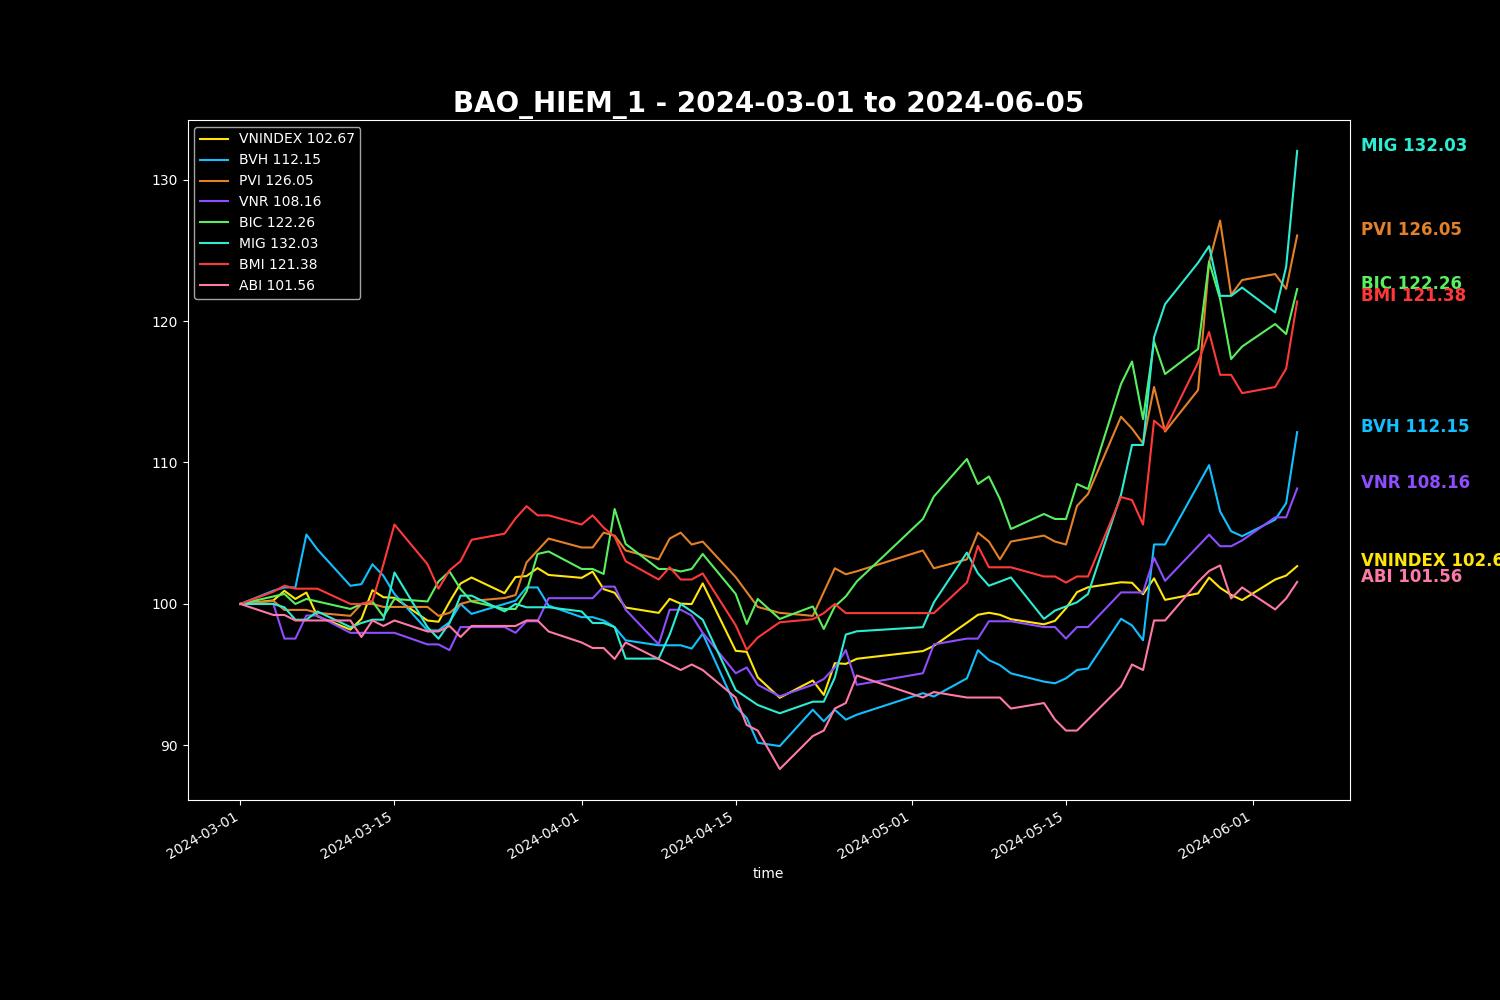 BAO_HIEM_1 - 2024-03-01 to 2024-06-05
VNINDEX 102.67
BVH 112.15
PVI 126.05
VNR 108.16
BIC 122.26
MIG 132.03
BMI 121.38
ABI 101.56
130
120
110
100
90
MIG 132.03
PVI 126.05
BIC 122.26
BMI 121.38
BVH 112.15
VNR 108.16
VNINDEX 102.6
ABI 101.56
2024-03-01
2024-03-15
2024-04-01
2024-04-15
2024-05-01
2024-05-15
2024-06-01
time